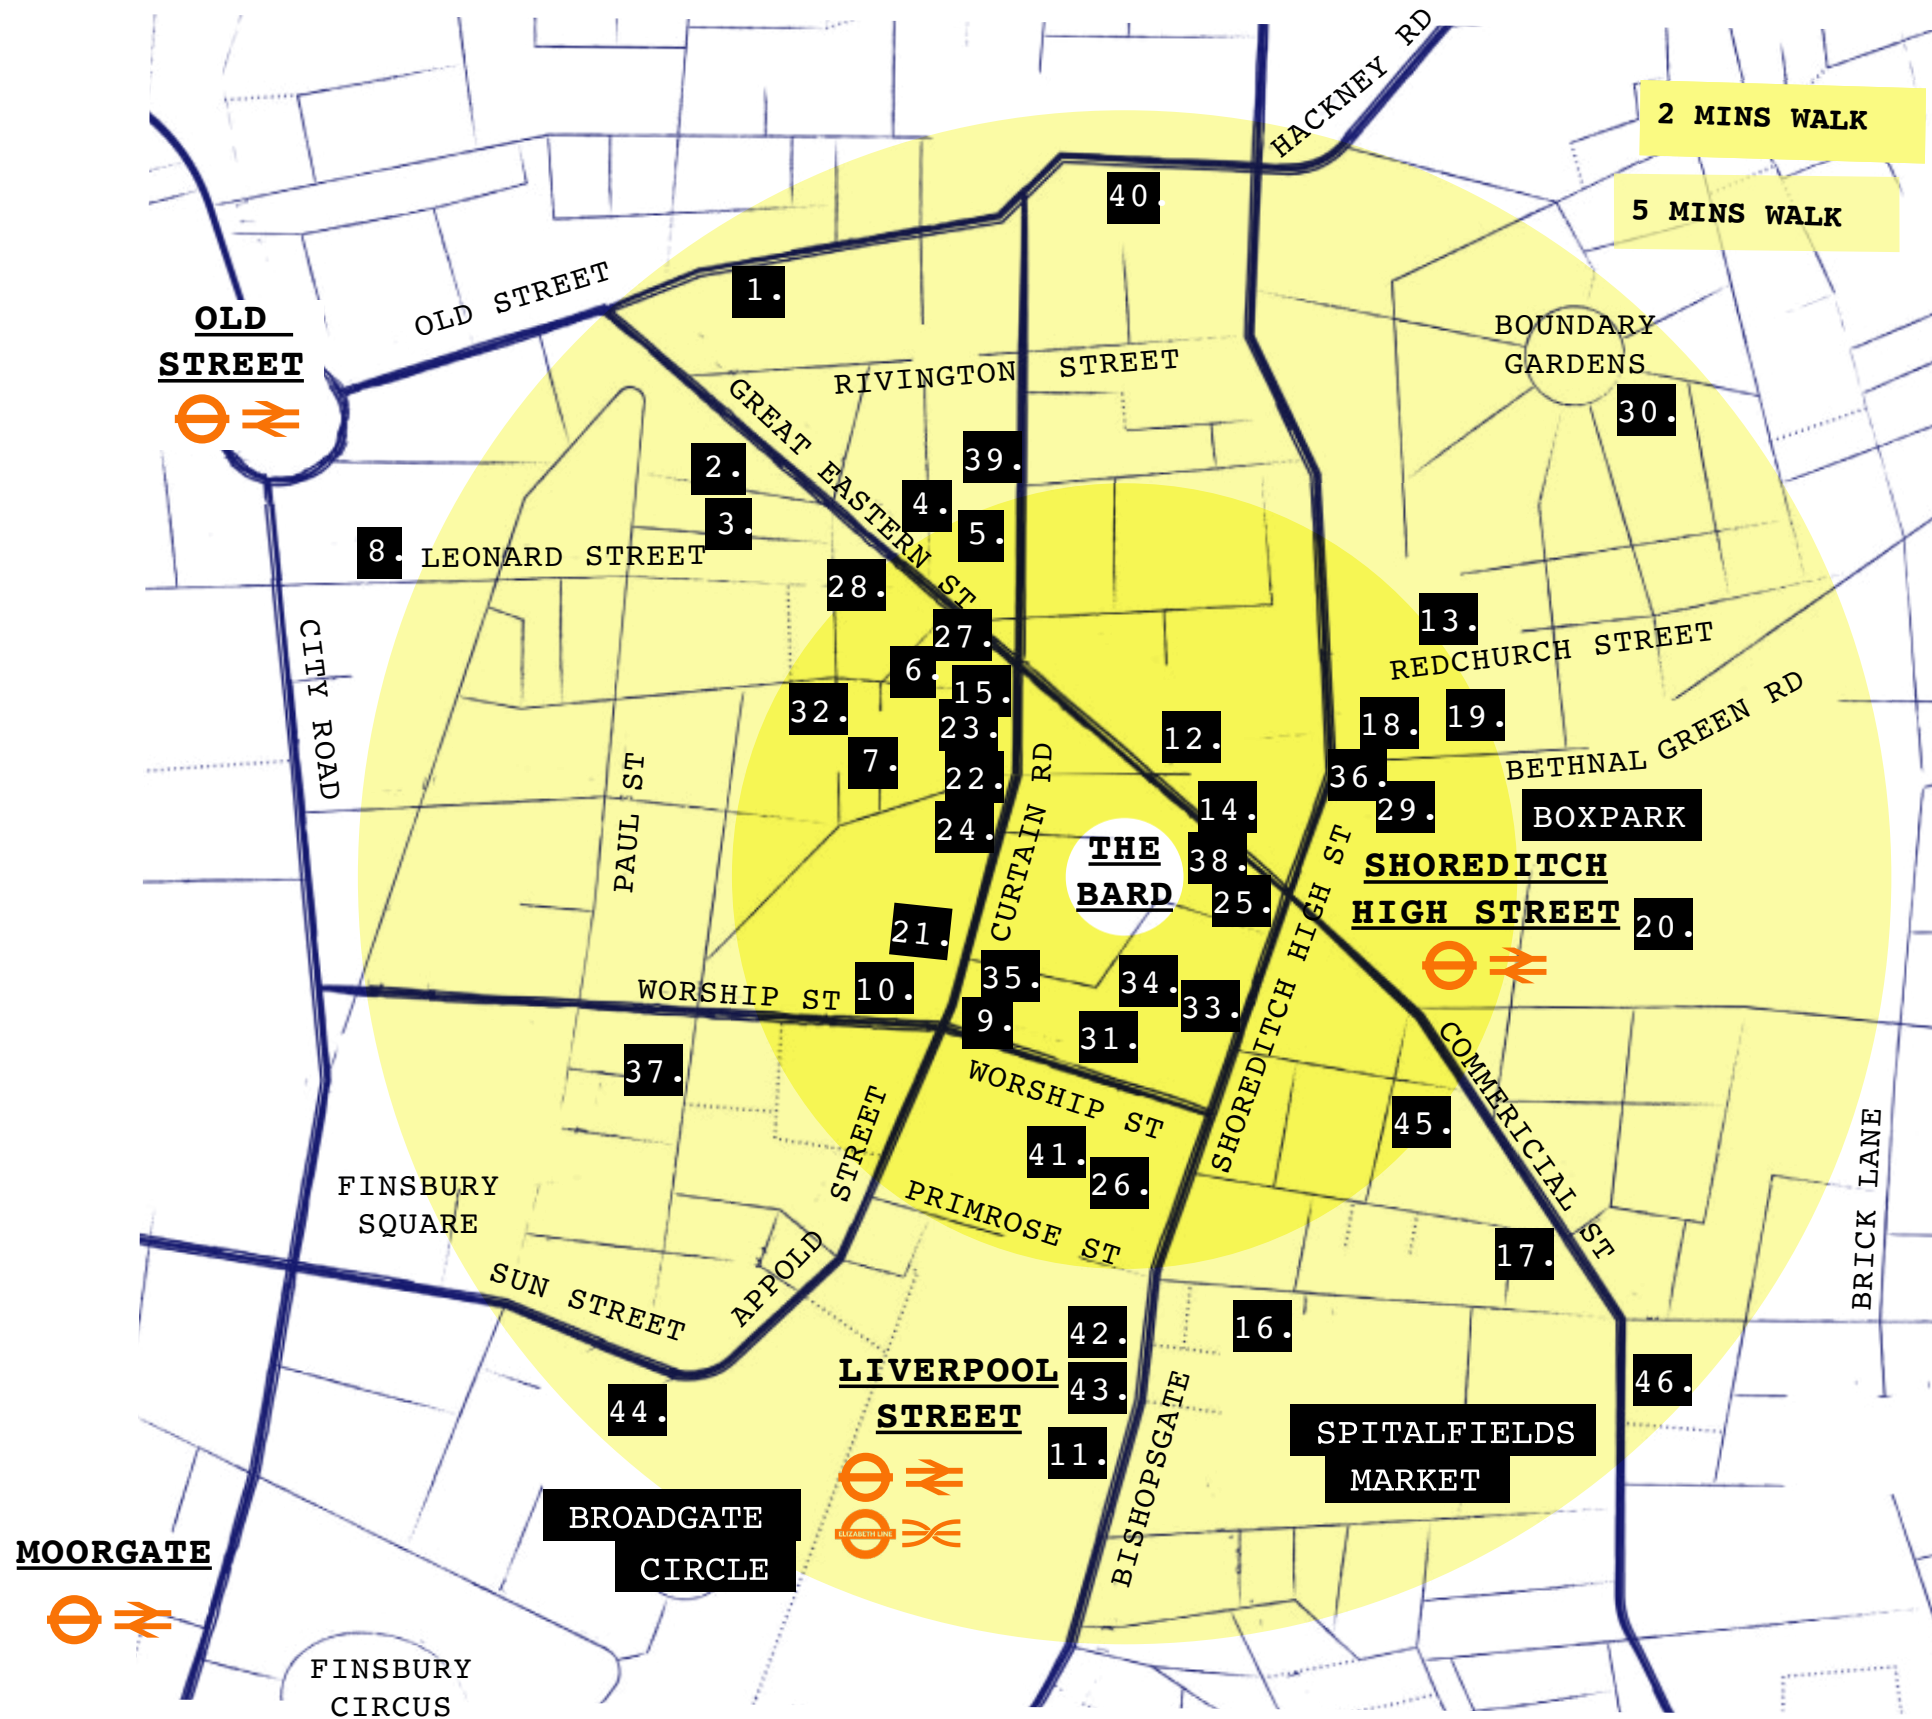 HACKNEY RD
2 MINS WALK
5 MINS WALK
40.
OLD STREET
1.
OLD
STREET
BOUNDARY
GARDENS
RIVINGTON STREET
30.
GREAT EASTERN ST
39.
2.
4.
3.
5.
8.
LEONARD STREET
28.
13.
27.
REDCHURCH STREET
6.
15.
32.
23.
18.
19.
12.
CITY ROAD
7.
22.
36.
BETHNAL GREEN RD
PAUL ST
CURTAIN RD
14.
29.
BOXPARK
24.
THE
BARD
38.
SHOREDITCH
HIGH STREET
25.
20.
21.
SHOREDITCH HIGH ST
WORSHIP ST
10.
35.
34.
33.
9.
31.
COMMERICIAL ST
37.
WORSHIP ST
45.
41.
26.
BRICK LANE
FINSBURY
SQUARE
PRIMROSE ST
17.
SUN STREET
APPOLD STREET
42.
16.
LIVERPOOL
STREET
43.
46.
44.
11.
BISHOPSGATE
SPITALFIELDS
MARKET
BROADGATE
CIRCLE
ELIZABETH LINE
MOORGATE
FINSBURY
CIRCUS